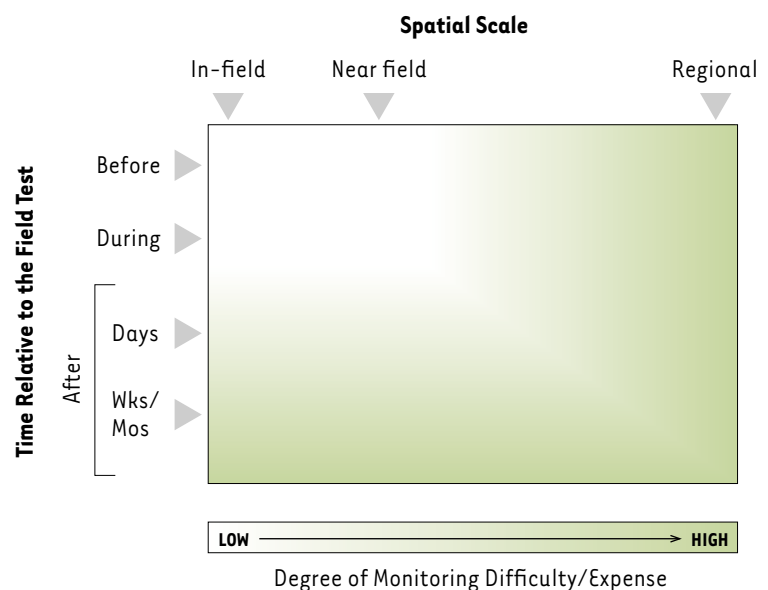 Spatial Scale
In-field Near field Regional
Time Relative to the Field Test
Before
During
After
Days
Wks/
Mos
LOW HIGH
Degree of Monitoring Difficulty/Expense